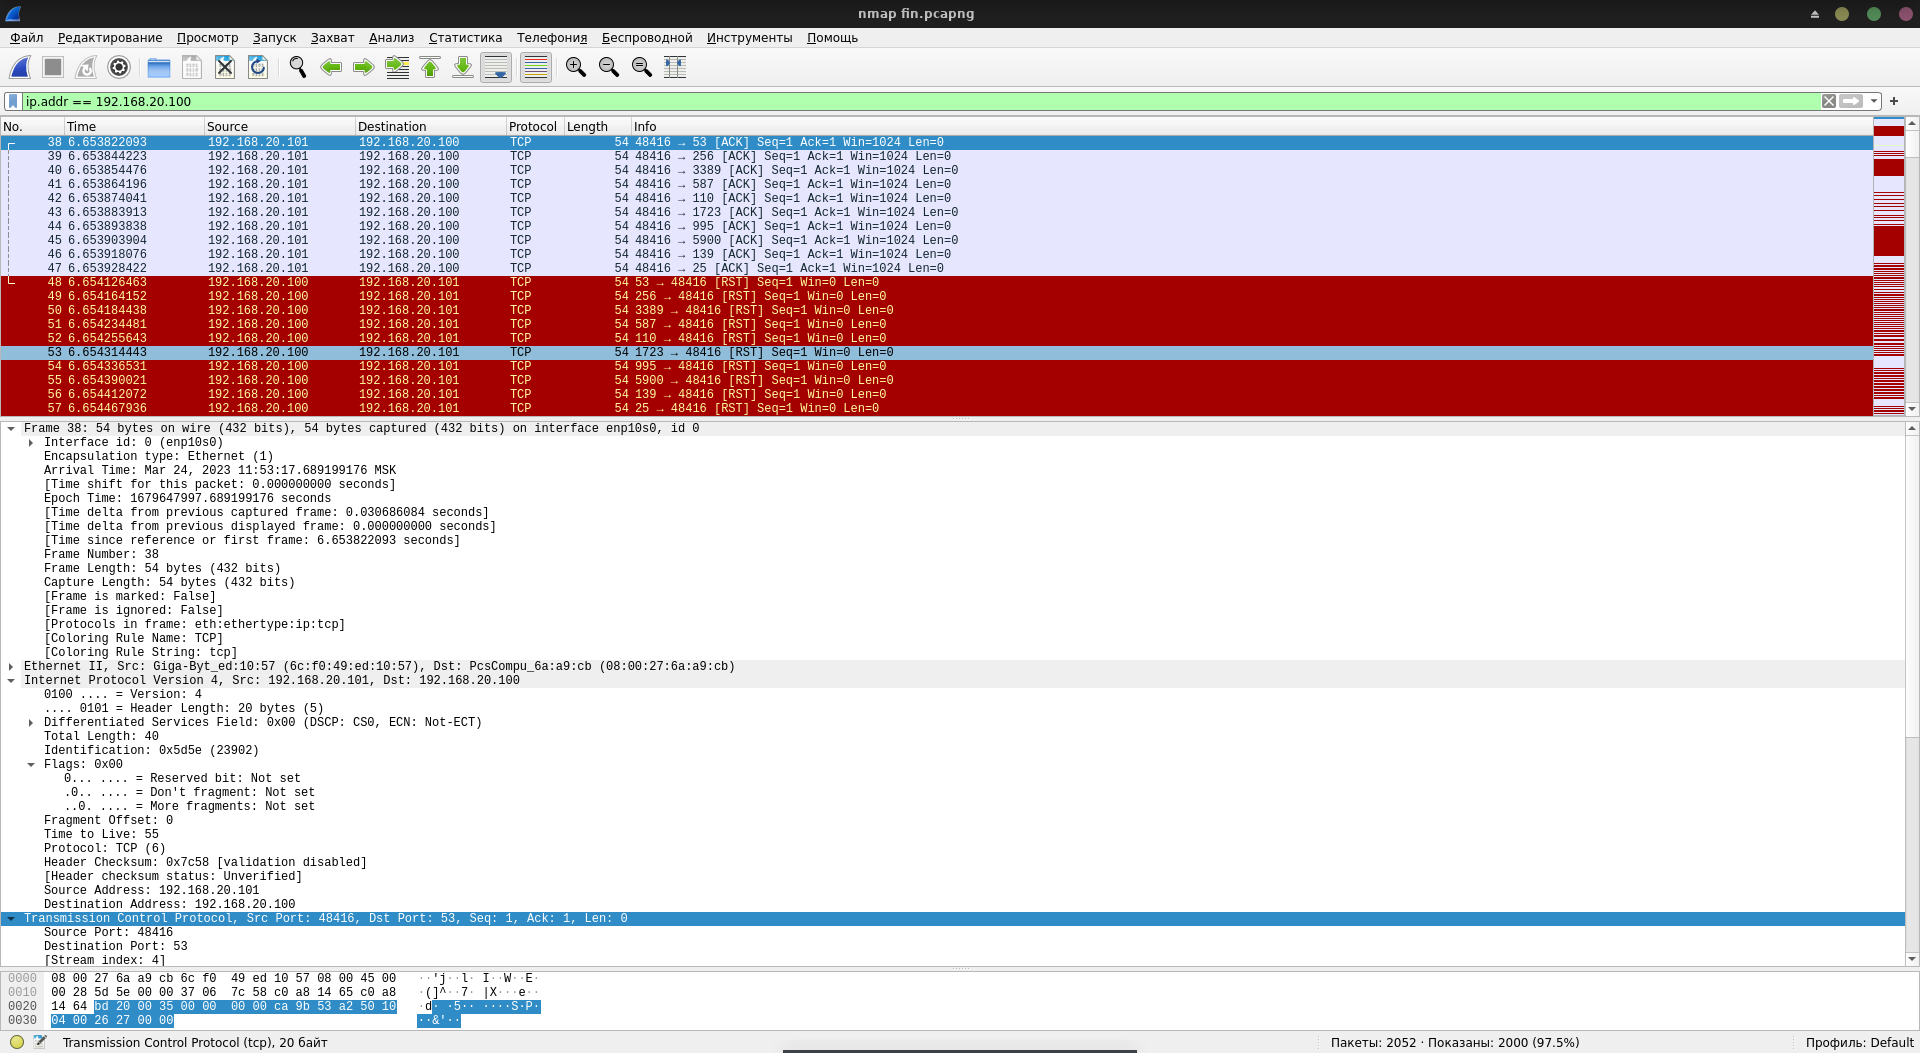 nmap fin.pcapng
Файл Редактирование Просмотр Запуск Захват Анализ Статистика Телефония Беспроводной Инструменты Помощь
ip.addr == 192.168.20.100
No. Time Source Destination Protocol Length Info
38 6.653822093 192.168.20.101 192.168.20.100 TCP 54 48416 → 53 [ACK] Seq=1 Ack=1 Win=1024 Len=0
39 6.653844223 192.168.20.101 192.168.20.100 TCP 54 48416 → 256 [ACK] Seq=1 Ack=1 Win=1024 Len=0
40 6.653854476 192.168.20.101 192.168.20.100 TCP 54 48416 → 3389 [ACK] Seq=1 Ack=1 Win=1024 Len=0
41 6.653864196 192.168.20.101 192.168.20.100 TCP 54 48416 → 587 [ACK] Seq=1 Ack=1 Win=1024 Len=0
42 6.653874041 192.168.20.101 192.168.20.100 TCP 54 48416 → 110 [ACK] Seq=1 Ack=1 Win=1024 Len=0
43 6.653883913 192.168.20.101 192.168.20.100 TCP 54 48416 → 1723 [ACK] Seq=1 Ack=1 Win=1024 Len=0
44 6.653893838 192.168.20.101 192.168.20.100 TCP 54 48416 → 995 [ACK] Seq=1 Ack=1 Win=1024 Len=0
45 6.653903904 192.168.20.101 192.168.20.100 TCP 54 48416 → 5900 [ACK] Seq=1 Ack=1 Win=1024 Len=0
46 6.653918076 192.168.20.101 192.168.20.100 TCP 54 48416 → 139 [ACK] Seq=1 Ack=1 Win=1024 Len=0
47 6.653928422 192.168.20.101 192.168.20.100 TCP 54 48416 → 25 [ACK] Seq=1 Ack=1 Win=1024 Len=0
48 6.654126463 192.168.20.100 192.168.20.101 TCP 54 53 → 48416 [RST] Seq=1 Win=0 Len=0
49 6.654164152 192.168.20.100 192.168.20.101 TCP 54 256 → 48416 [RST] Seq=1 Win=0 Len=0
50 6.654184438 192.168.20.100 192.168.20.101 TCP 54 3389 → 48416 [RST] Seq=1 Win=0 Len=0
51 6.654234481 192.168.20.100 192.168.20.101 TCP 54 587 → 48416 [RST] Seq=1 Win=0 Len=0
52 6.654255643 192.168.20.100 192.168.20.101 TCP 54 110 → 48416 [RST] Seq=1 Win=0 Len=0
53 6.654314443 192.168.20.100 192.168.20.101 TCP 54 1723 → 48416 [RST] Seq=1 Win=0 Len=0
54 6.654336531 192.168.20.100 192.168.20.101 TCP 54 995 → 48416 [RST] Seq=1 Win=0 Len=0
55 6.654390021 192.168.20.100 192.168.20.101 TCP 54 5900 → 48416 [RST] Seq=1 Win=0 Len=0
56 6.654412072 192.168.20.100 192.168.20.101 TCP 54 139 → 48416 [RST] Seq=1 Win=0 Len=0
57 6.654467936 192.168.20.100 192.168.20.101 TCP 54 25 → 48416 [RST] Seq=1 Win=0 Len=0
Frame 38: 54 bytes on wire (432 bits), 54 bytes captured (432 bits) on interface enp10s0, id 0
Interface id: 0 (enp10s0)
Encapsulation type: Ethernet (1)
Arrival Time: Mar 24, 2023 11:53:17.689199176 MSK
[Time shift for this packet: 0.000000000 seconds]
Epoch Time: 1679647997.689199176 seconds
[Time delta from previous captured frame: 0.030686084 seconds]
[Time delta from previous displayed frame: 0.000000000 seconds]
[Time since reference or first frame: 6.653822093 seconds]
Frame Number: 38
Frame Length: 54 bytes (432 bits)
Capture Length: 54 bytes (432 bits)
[Frame is marked: False]
[Frame is ignored: False]
[Protocols in frame: eth:ethertype:ip:tcp]
[Coloring Rule Name: TCP]
[Coloring Rule String: tcp]
Ethernet II, Src: Giga-Byt_ed:10:57 (6c:f0:49:ed:10:57), Dst: PcsCompu_6a:a9:cb (08:00:27:6a:a9:cb)
Internet Protocol Version 4, Src: 192.168.20.101, Dst: 192.168.20.100
0100 .... = Version: 4
.... 0101 = Header Length: 20 bytes (5)
Differentiated Services Field: 0x00 (DSCP: CS0, ECN: Not-ECT)
Total Length: 40
Identification: 0x5d5e (23902)
Flags: 0x00
0... .... = Reserved bit: Not set
.0.. .... = Don't fragment: Not set
..0. .... = More fragments: Not set
Fragment Offset: 0
Time to Live: 55
Protocol: TCP (6)
Header Checksum: 0x7c58 [validation disabled]
[Header checksum status: Unverified]
Source Address: 192.168.20.101
Destination Address: 192.168.20.100
Transmission Control Protocol, Src Port: 48416, Dst Port: 53, Seq: 1, Ack: 1, Len: 0
Source Port: 48416
Destination Port: 53
[Stream index: 4]
0000 08 00 27 6a a9 cb 6c f0 49 ed 10 57 08 00 45 00 ··'j··l· I··W··E·
0010 00 28 5d 5e 00 00 37 06 7c 58 c0 a8 14 65 c0 a8 ·(]^··7· |X···e··
0020 14 64 bd 20 00 35 00 00 00 00 ca 9b 53 a2 50 10 ·d· ·5·· ····S·P·
0030 04 00 26 27 00 00 ··&'··
Transmission Control Protocol (tcp), 20 байт Пакеты: 2052 · Показаны: 2000 (97.5%) Профиль: Default